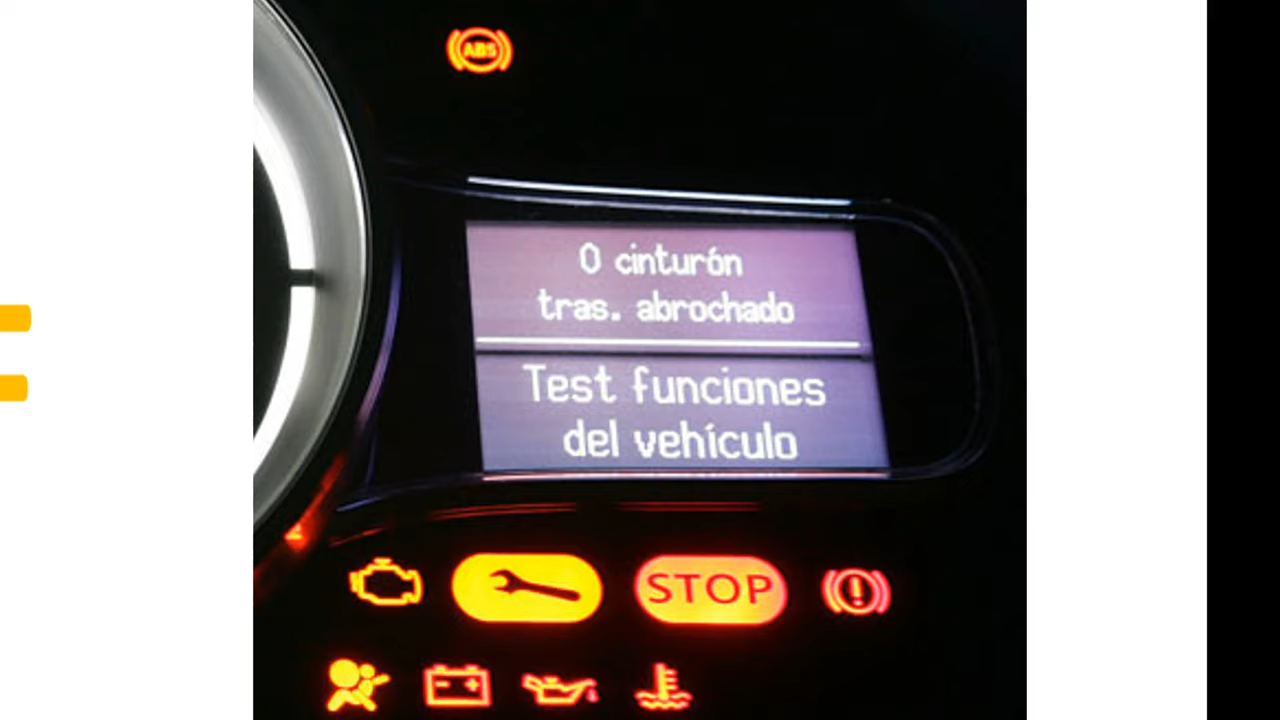 ABS
0 cinturón
tras. abrochado
Test funciones
del vehículo
STOP